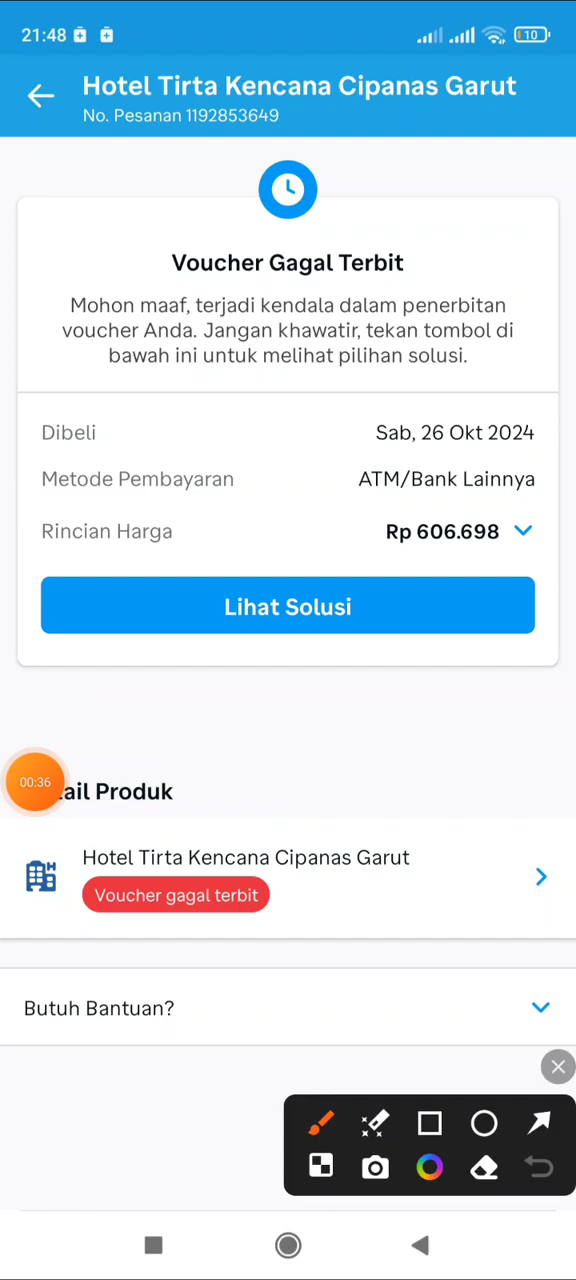 21:48
10
Hotel Tirta Kencana Cipanas Garut
No. Pesanan 1192853649
Voucher Gagal Terbit
Mohon maaf, terjadi kendala dalam penerbitan
voucher Anda. Jangan khawatir, tekan tombol di
bawah ini untuk melihat pilihan solusi.
Dibeli Sab, 26 Okt 2024
Metode Pembayaran ATM/Bank Lainnya
Rincian Harga Rp 606.698
Lihat Solusi
00:36
ail Produk
Hotel Tirta Kencana Cipanas Garut
Voucher gagal terbit
Butuh Bantuan?